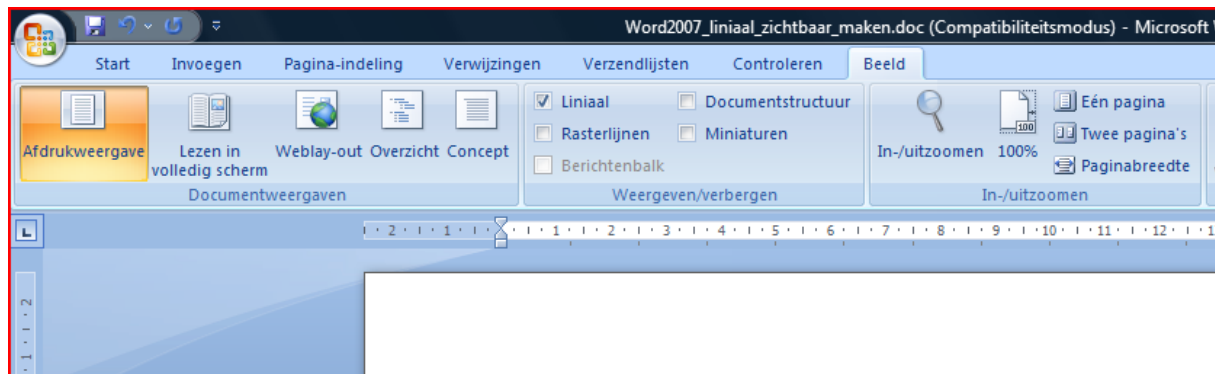 Word2007_liniaal_zichtbaar_maken.doc (Compatibiliteitsmodus) - Microsoft
Start Invoegen Pagina-indeling Verwijzingen Verzendlijsten Controleren Beeld
Afdrukweergave
Lezen in
volledig scherm
Weblay-out
Overzicht
Concept
Documentweergaven
Liniaal
Rasterlijnen
Berichtenbalk
Documentstructuur
Miniaturen
Weergeven/verbergen
In-/uitzoomen
100
100%
Eén pagina
Twee pagina's
Paginabreedte
In-/uitzoomen
L
2 1 1 2 3 4 5 6 7 8 9 10 11 12 1
2
1